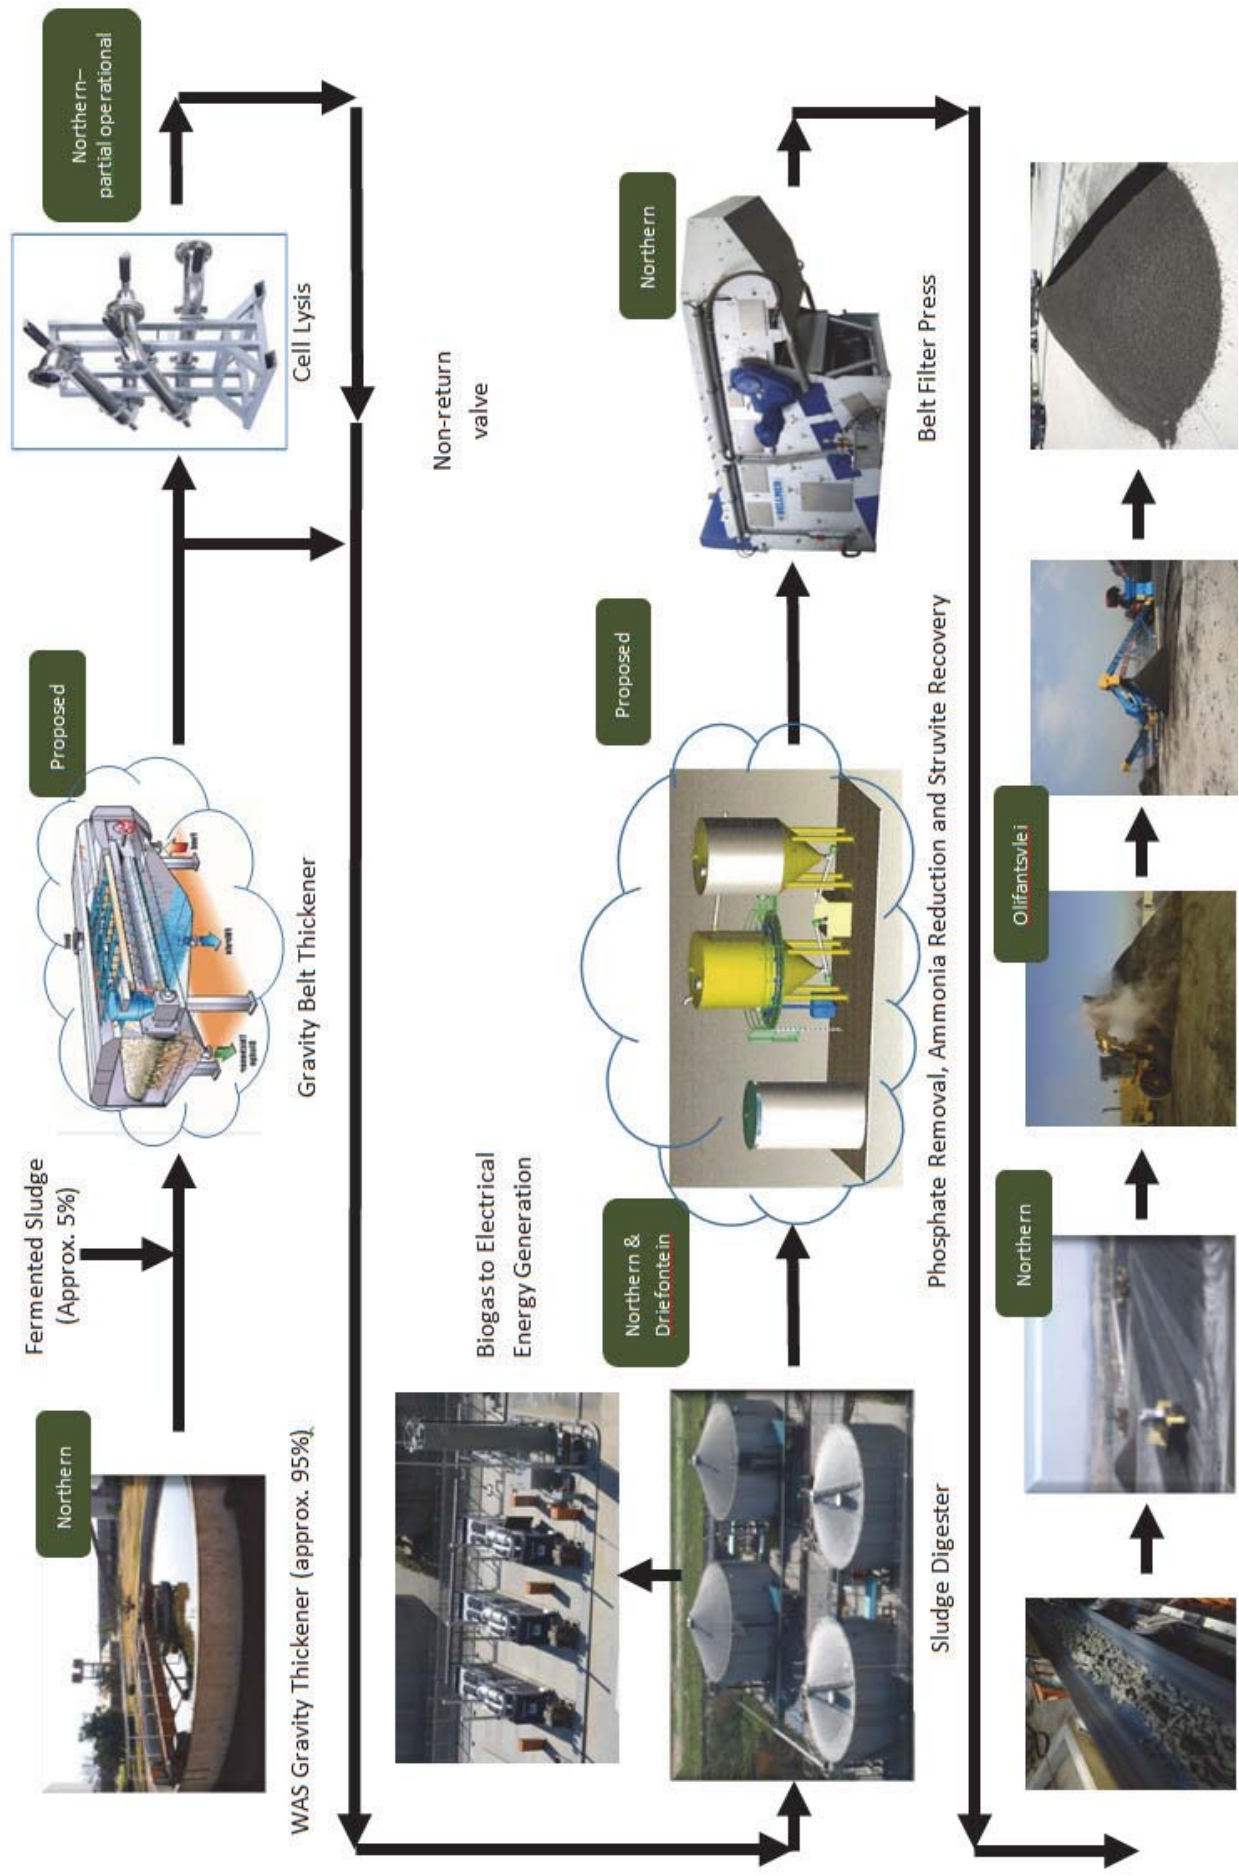 Northern
WAS Gravity Thickener (approx. 95%)
Fermented Sludge
(Approx. 5%)
Proposed
Gravity Belt Thickener
Cell Lysis
Northern–
partial operational
Non-return
valve
Biogas to Electrical
Energy Generation
Sludge Digester
Northern &
Driefontein
Proposed
Phosphate Removal, Ammonia Reduction and Struvite Recovery
Northern
BELLMER
Belt Filter Press
Northern
Olifantsvlei